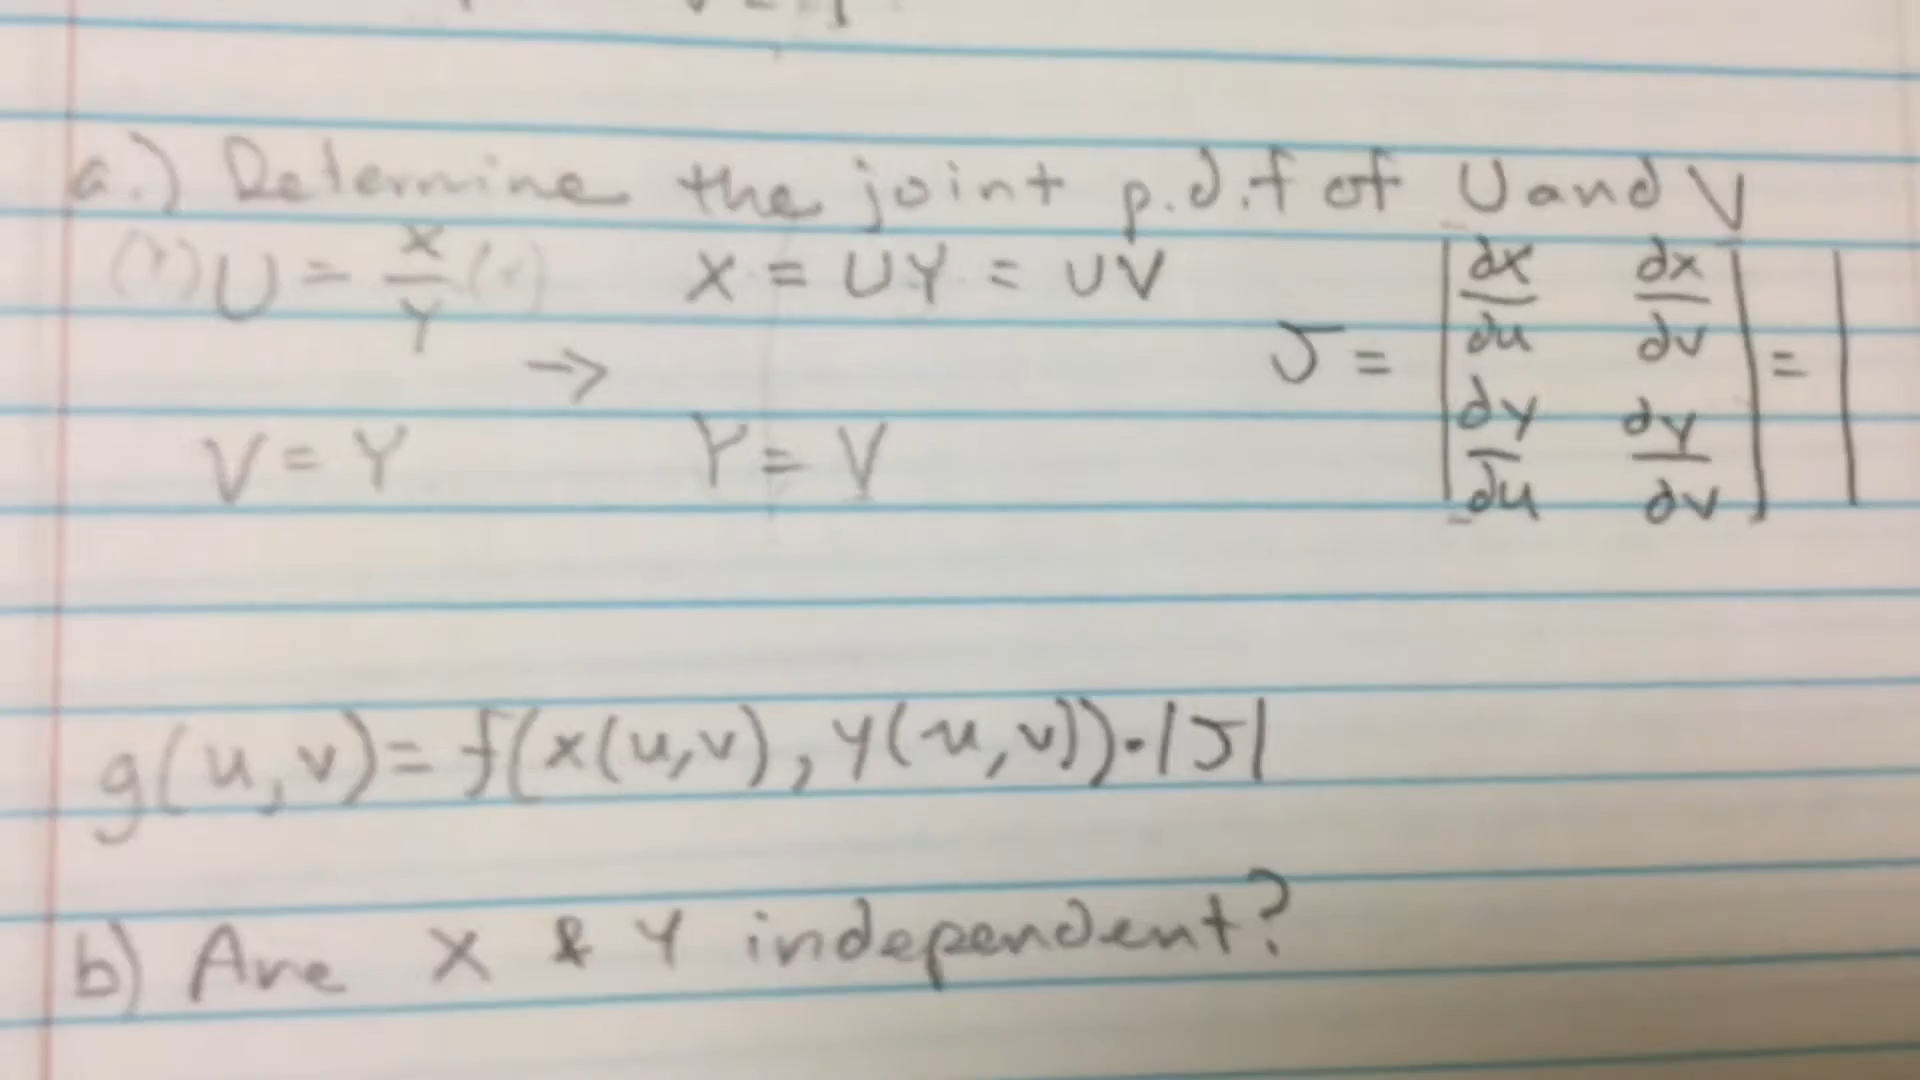 a.) Determine the joint p.d.f of U and V
(Y) U = X/Y (Y) → X = UY = UV
V = Y Y = V
J = | ∂x/∂u ∂x/∂v ; ∂y/∂u ∂y/∂v | = |
g(u,v) = f(x(u,v), y(u,v))·|J|
b) Are X & Y independent?